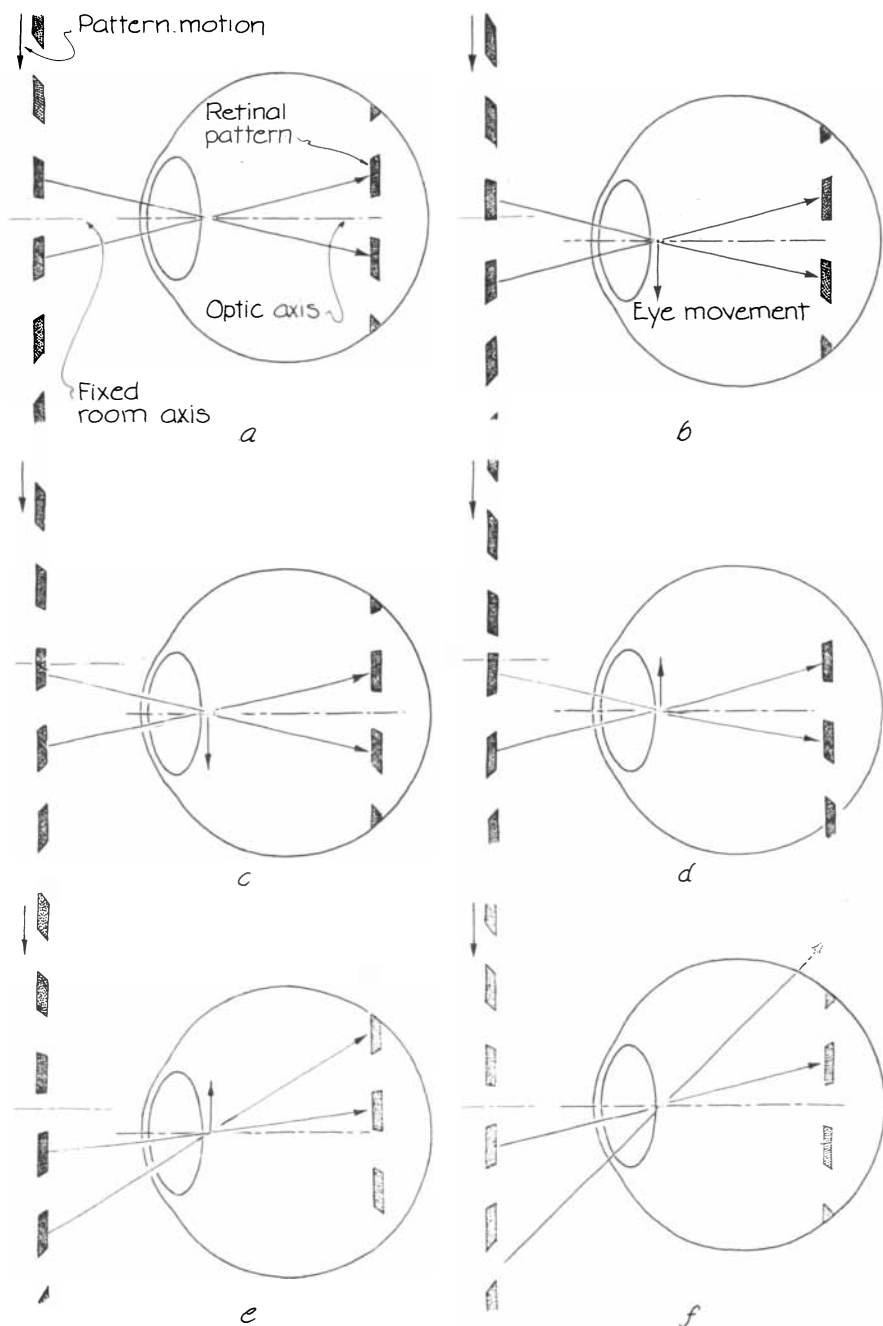 Pattern.motion
Retinal
pattern
Optic axis
Fixed
room axis
a
Eye movement
b
c
d
e
f